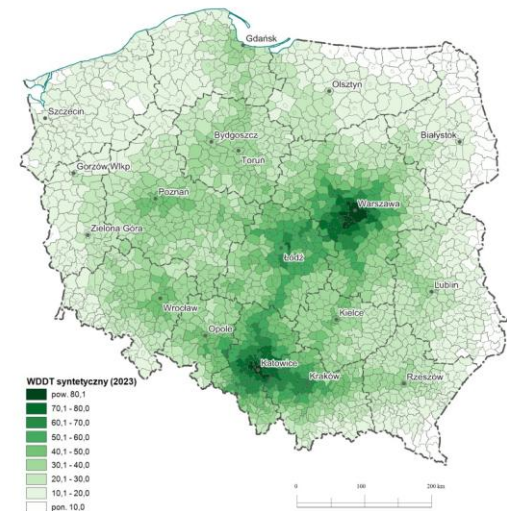 Gdańsk
Olsztyn
Szczecin
Białystok
Bydgoszcz
Toruń
Gorzów Wlkp
Poznań
Warszawa
Zielona Góra
Łódź
Lublin
Wrocław
Kielce
Opole
Katowice
Kraków
Rzeszów
WDDT syntetyczny (2023)
pow. 80,1
70,1 - 80,0
60,1 - 70,0
50,1 - 60,0
40,1 - 50,0
30,1 - 40,0
20,1 - 30,0
10,1 - 20,0
pon. 10,0
0 100 200 km